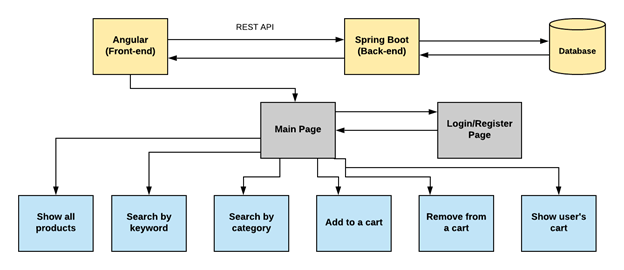 REST API
Angular
(Front-end)
Spring Boot
(Back-end)
Database
Main Page
Login/Register
Page
Show all
products
Search by
keyword
Search by
category
Add to a cart
Remove from
a cart
Show user's
cart